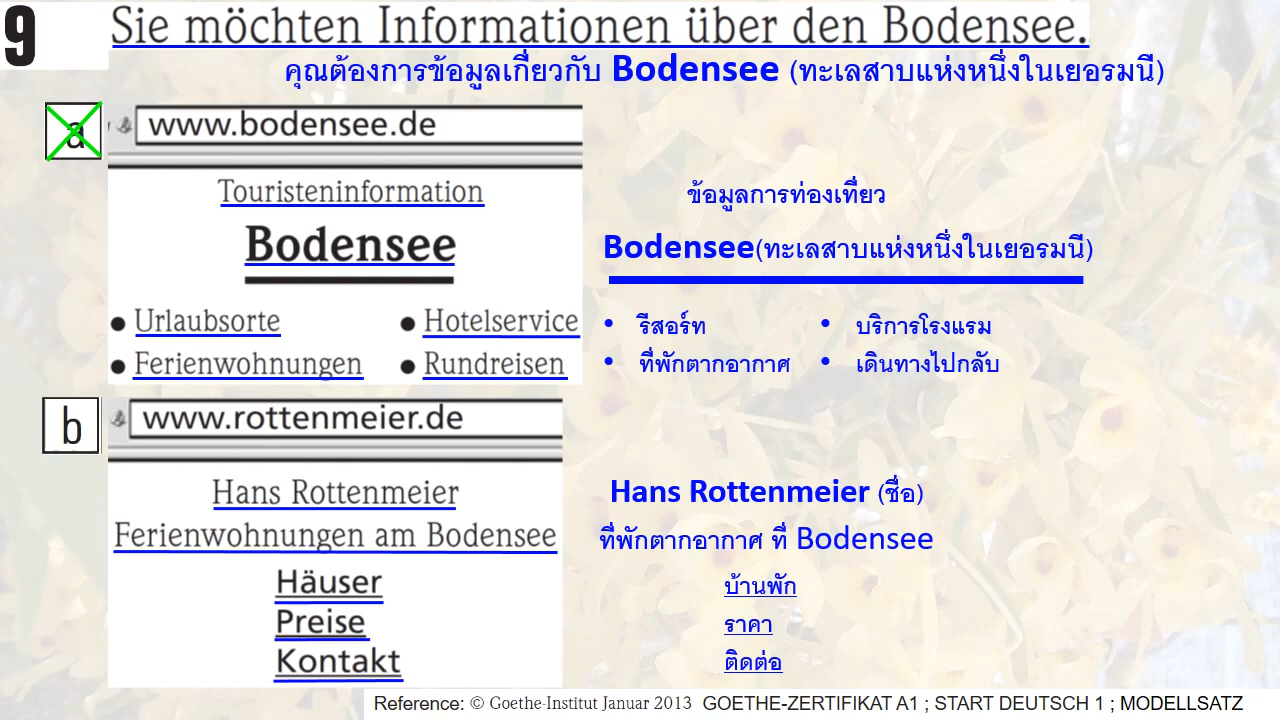 9 Sie möchten Informationen über den Bodensee.
คุณต้องการข้อมูลเกี่ยวกับ Bodensee (ทะเลสาบแห่งหนึ่งในเยอรมนี)
a www.bodensee.de
Touristeninformation
ข้อมูลการท่องเที่ยว
Bodensee
Bodensee(ทะเลสาบแห่งหนึ่งในเยอรมนี)
● Urlaubsorte ● Hotelservice
● Ferienwohnungen ● Rundreisen
• รีสอร์ท • บริการโรงแรม
• ที่พักตากอากาศ • เดินทางไปกลับ
b www.rottenmeier.de
Hans Rottenmeier
Ferienwohnungen am Bodensee
Häuser
Preise
Kontakt
Hans Rottenmeier (ชื่อ)
ที่พักตากอากาศ ที่ Bodensee
บ้านพัก
ราคา
ติดต่อ
Reference: © Goethe-Institut Januar 2013 GOETHE-ZERTIFIKAT A1 ; START DEUTSCH 1 ; MODELLSATZ